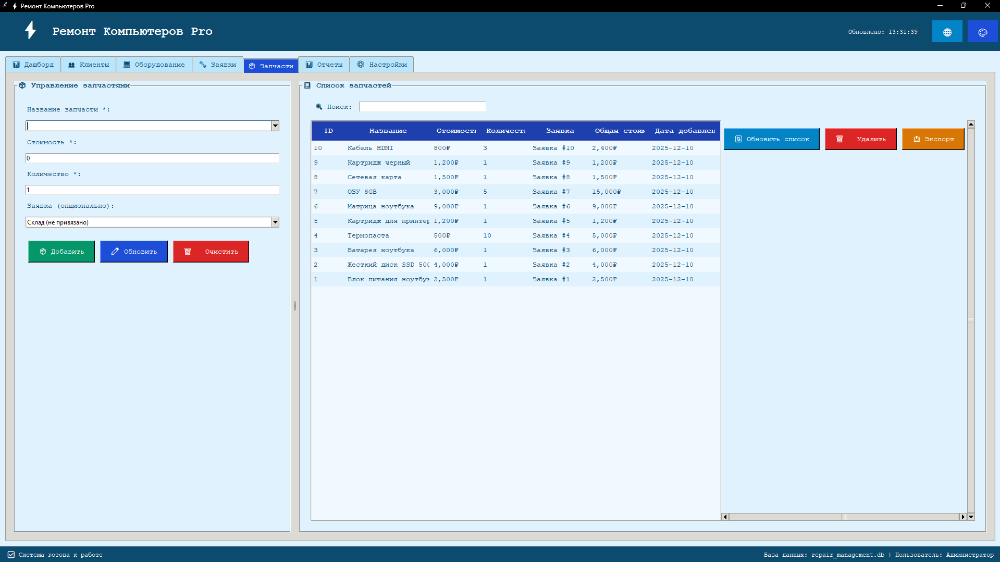 Ремонт Компьютеров Pro
Ремонт Компьютеров Pro
Обновлено: 13:31:39
Дашборд
Клиенты
Оборудование
Заявки
Запчасти
Отчеты
Настройки
Управление запчастями
Название запчасти *:
Стоимость *:
0
Количество *:
1
Заявка (опционально):
Склад (не привязано)
Добавить
Обновить
Очистить
Список запчастей
Поиск:
ID Название Стоимость Количест Заявка Общая стои Дата добавлен
10 Кабель HDMI 800₽ 3 Заявка #10 2,400₽ 2025-12-10
9 Картридж черный 1,200₽ 1 Заявка #9 1,200₽ 2025-12-10
8 Сетевая карта 1,500₽ 1 Заявка #8 1,500₽ 2025-12-10
7 ОЗУ 8GB 3,000₽ 5 Заявка #7 15,000₽ 2025-12-10
6 Матрица ноутбука 9,000₽ 1 Заявка #6 9,000₽ 2025-12-10
5 Картридж для принтер 1,200₽ 1 Заявка #5 1,200₽ 2025-12-10
4 Термопаста 500₽ 10 Заявка #4 5,000₽ 2025-12-10
3 Батарея ноутбука 6,000₽ 1 Заявка #3 6,000₽ 2025-12-10
2 Жесткий диск SSD 500 4,000₽ 1 Заявка #2 4,000₽ 2025-12-10
1 Блок питания ноутбук 2,500₽ 1 Заявка #1 2,500₽ 2025-12-10
Обновить список
Удалить
Экспорт
Система готова к работе
База данных: repair_management.db | Пользователь: Администратор